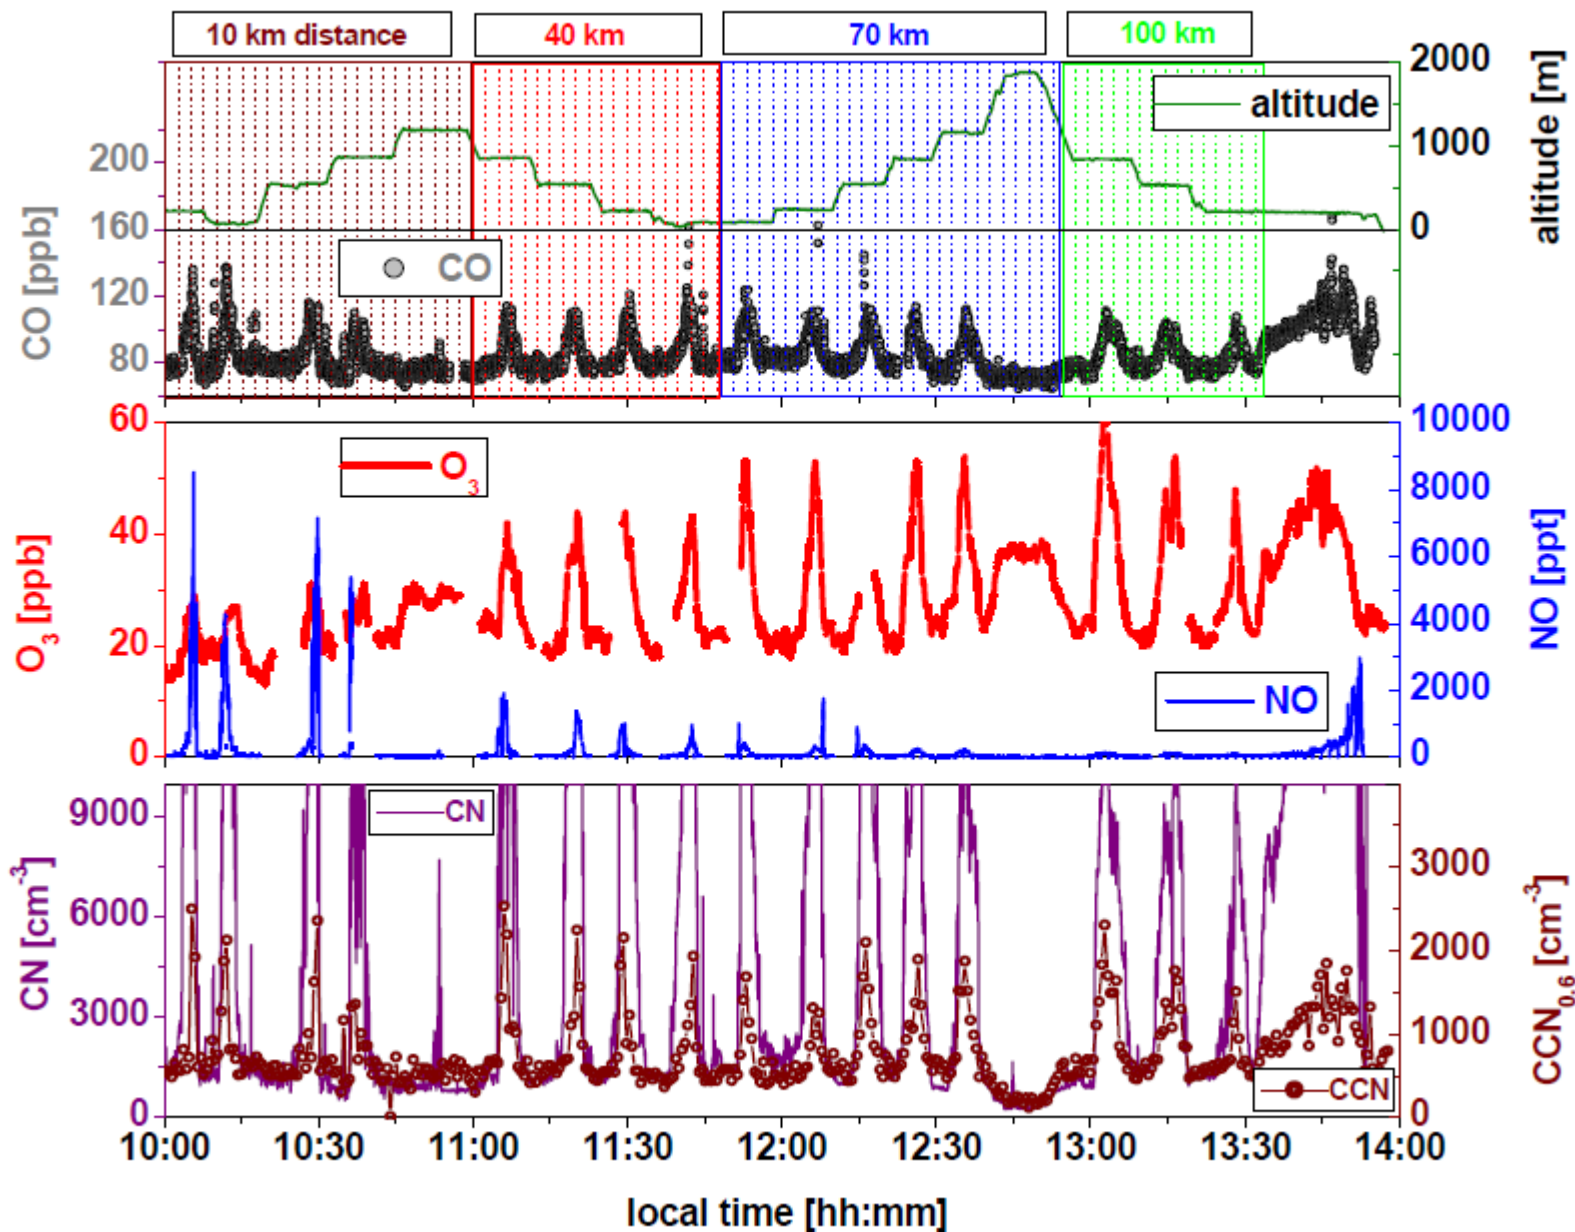 10 km distance 40 km 70 km 100 km
2000
altitude
altitude [m]
200
1000
CO [ppb]
160
0
CO
120
80
60
10000
O3
8000
40
6000
O3 [ppb]
NO [ppt]
4000
20
NO
2000
0
0
9000
CN
3000
CN [cm-3]
6000
2000
CCN0.6 [cm-3]
3000
1000
CCN
0
0
10:00 10:30 11:00 11:30 12:00 12:30 13:00 13:30 14:00
local time [hh:mm]